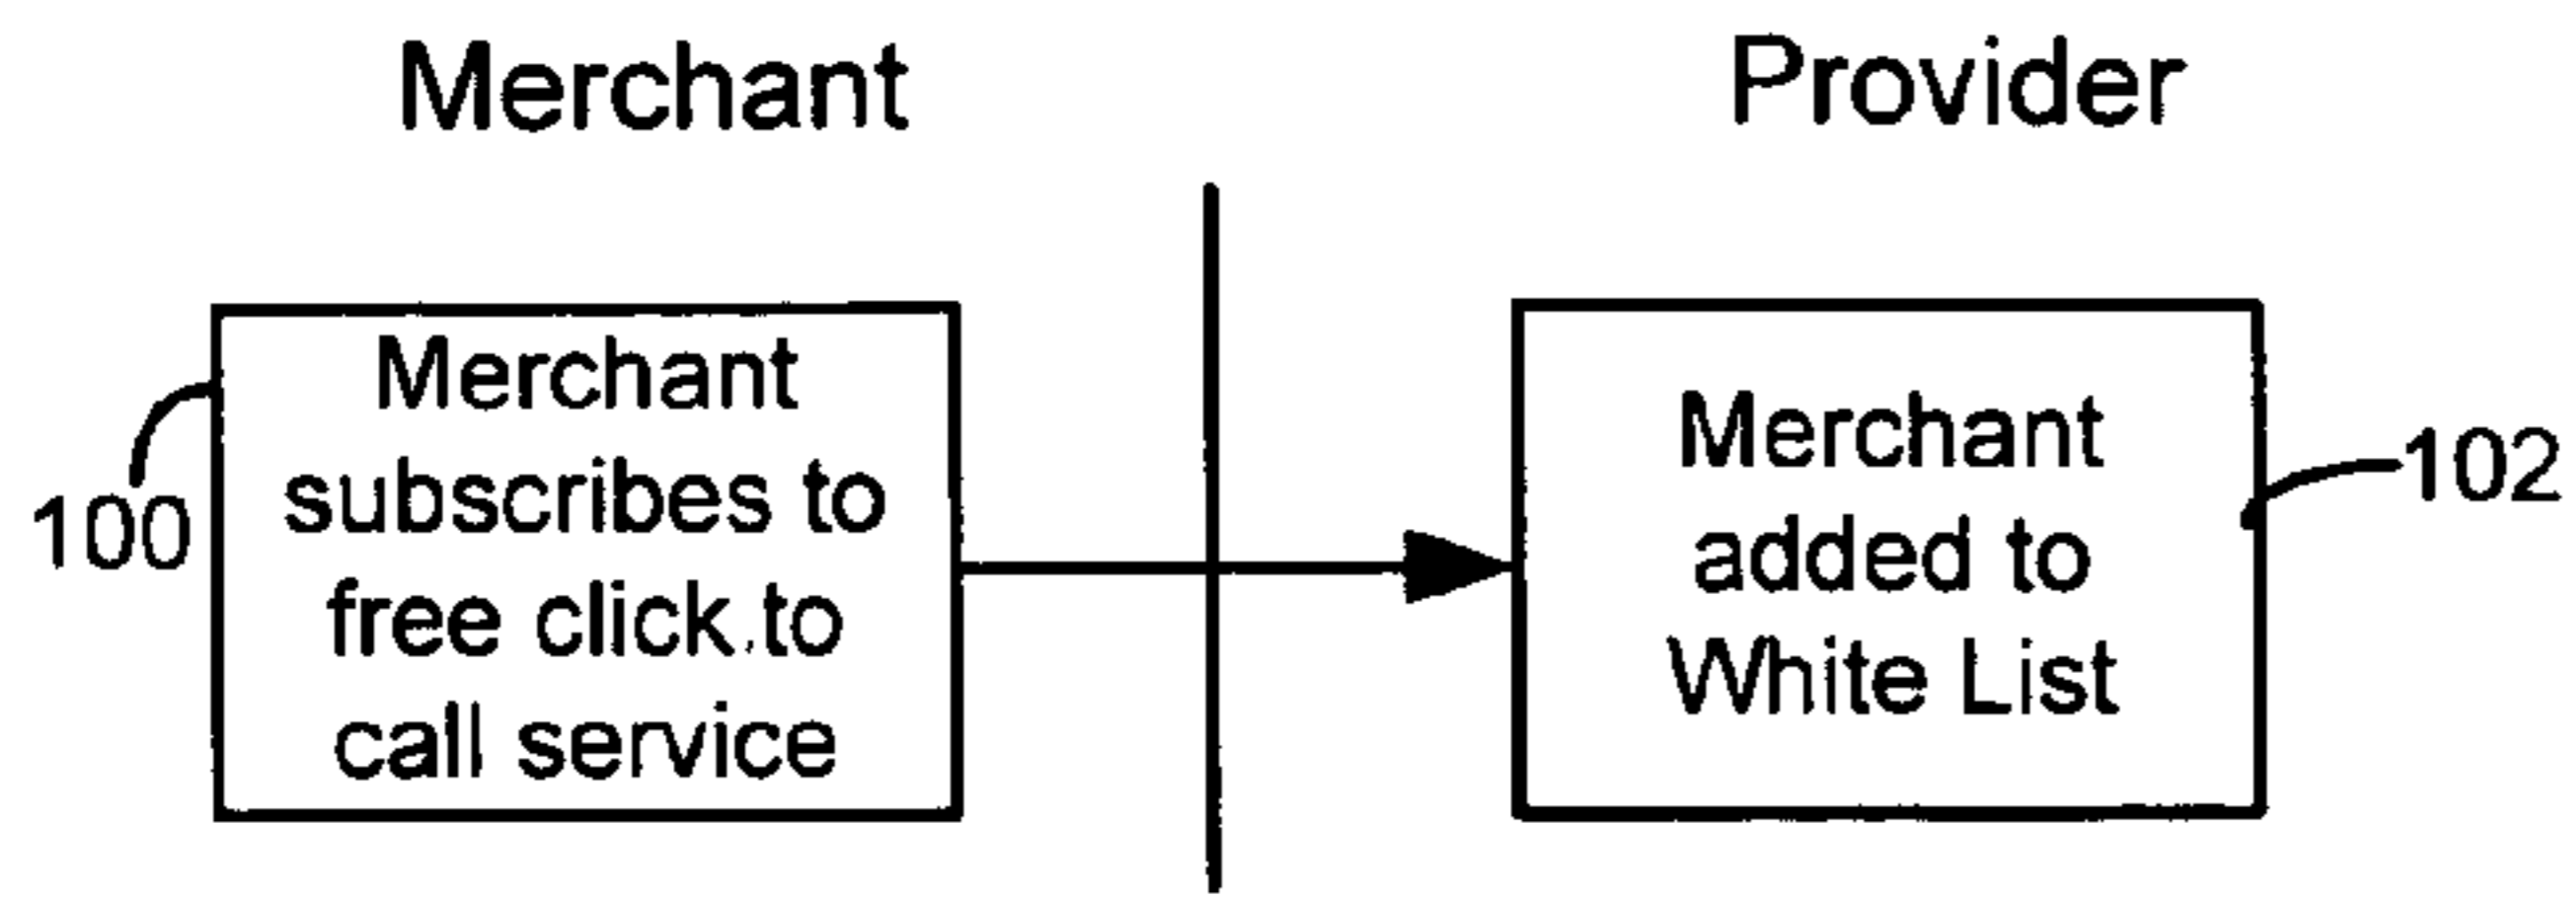 Merchant
Provider
100
Merchant
subscribes to
free click to
call service
Merchant
added to
White List
102